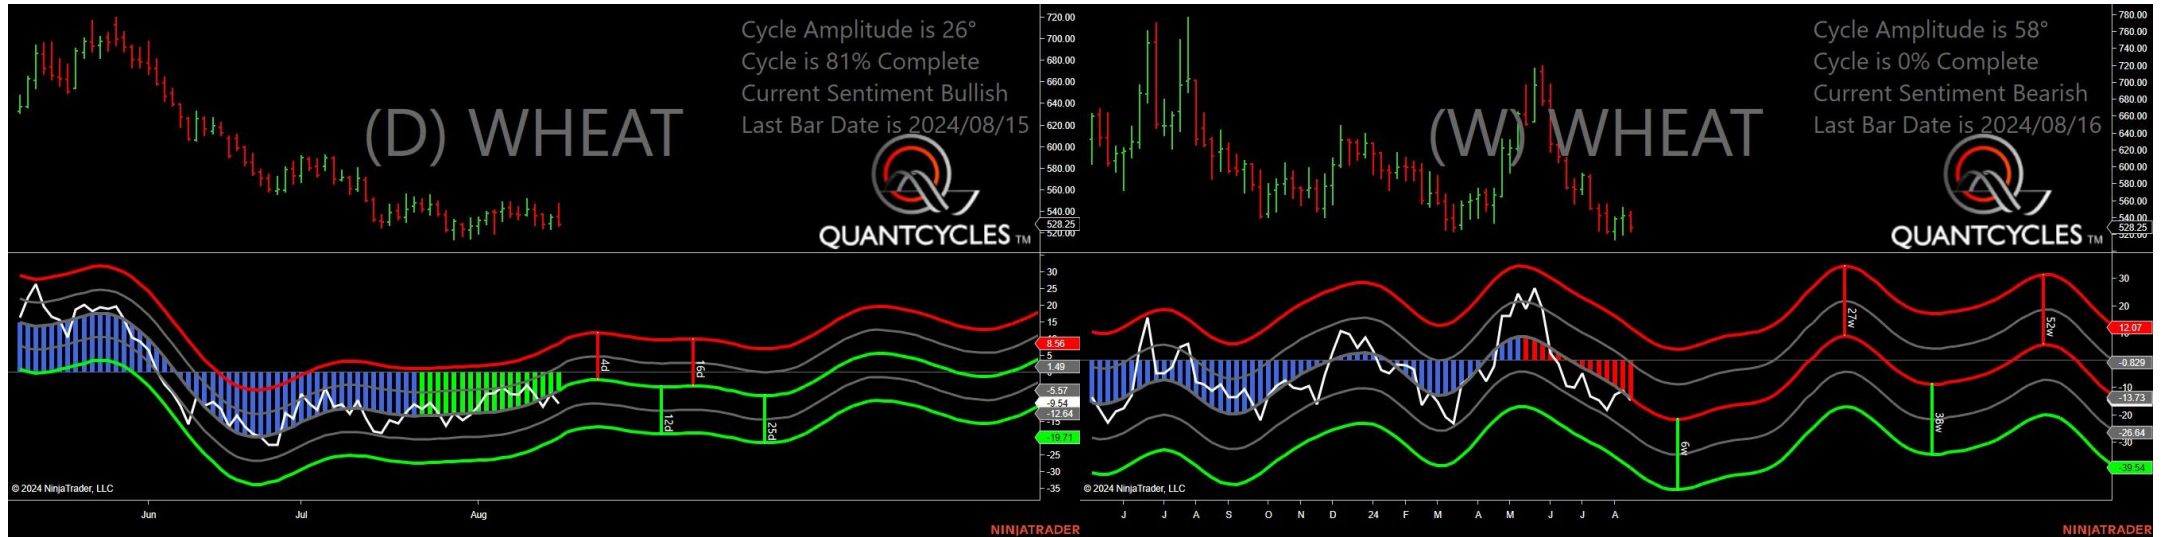 Cycle Amplitude is 26°
Cycle is 81% Complete
Current Sentiment Bullish
Last Bar Date is 2024/08/15
(D) WHEAT
QUANTCYCLES TM
720.00
700.00
680.00
660.00
640.00
620.00
600.00
580.00
560.00
540.00
528.25
520.00
30
25
20
15
8.56
5
1.49
-5.57
-9.54
-12.64
-15
-19.71
-25
-30
-35
4d
16d
12d
25d
© 2024 NinjaTrader, LLC
Jun
Jul
Aug
NINJATRADER
Cycle Amplitude is 58°
Cycle is 0% Complete
Current Sentiment Bearish
Last Bar Date is 2024/08/16
(W) WHEAT
QUANTCYCLES TM
780.00
760.00
740.00
720.00
700.00
680.00
660.00
640.00
620.00
600.00
580.00
560.00
540.00
528.25
30
20
12.07
-0.829
-10
-13.73
-20
-26.64
-30
-39.54
27w
52w
6w
38w
© 2024 NinjaTrader, LLC
J J A S O N D 24 F M A M J J A
NINJATRADER